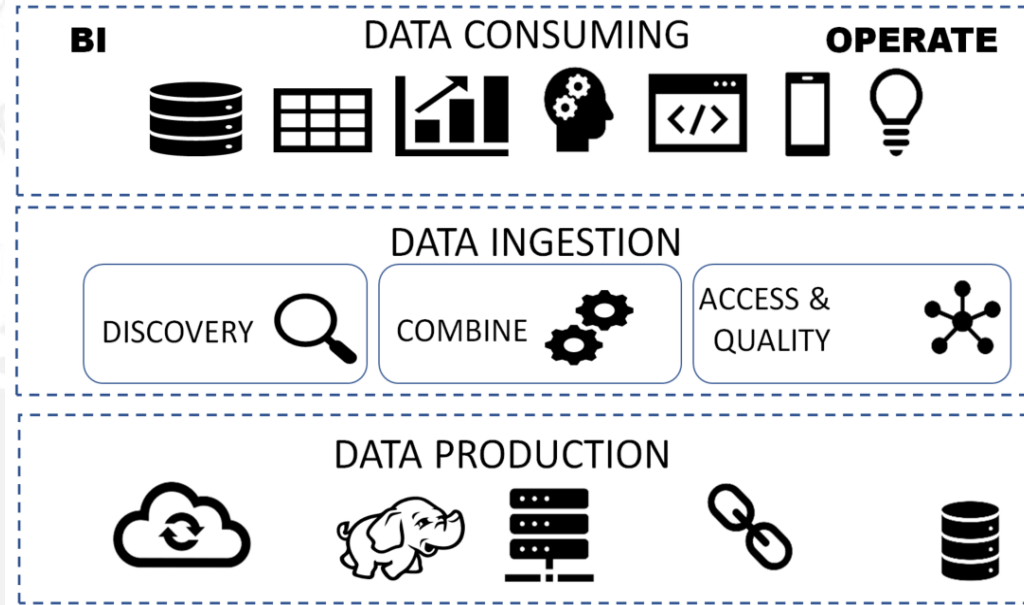 BI
DATA CONSUMING
OPERATE
</>
DATA INGESTION
DISCOVERY
COMBINE
ACCESS &
QUALITY
DATA PRODUCTION